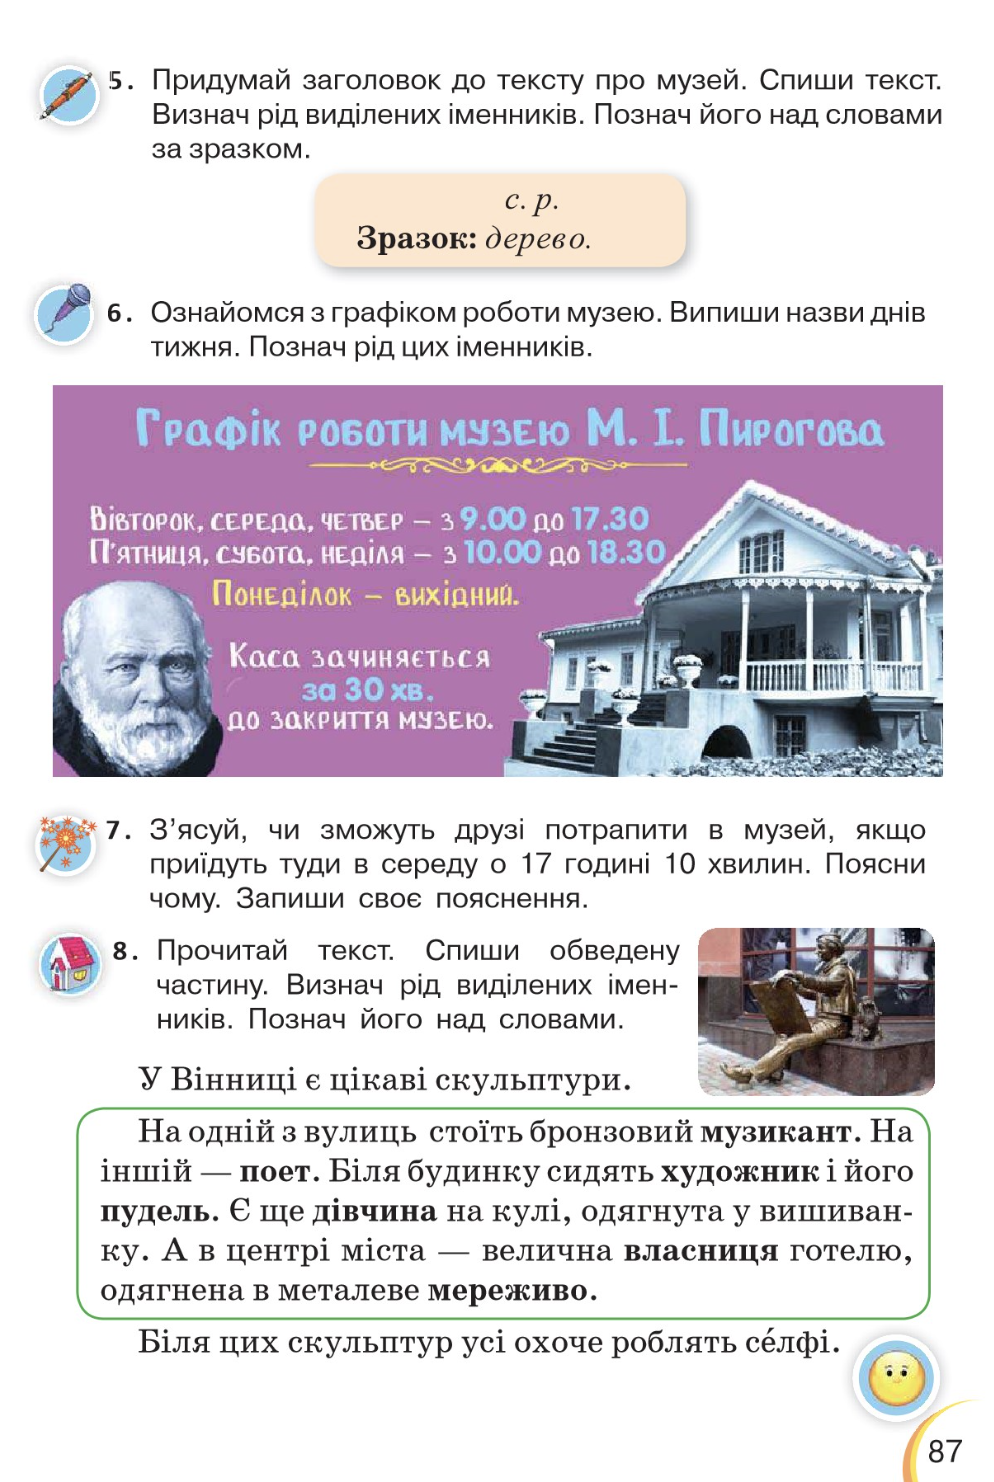 5. Придумай заголовок до тексту про музей. Спиши текст.
Визнач рід виділених іменників. Познач його над словами
за зразком.
с. р.
Зразок: дерево.
6. Ознайомся з графіком роботи музею. Випиши назви днів
тижня. Познач рід цих іменників.
Графік роботи музею М. І. Пирогова
Вівторок, середа, четвер – з 9.00 до 17.30
П'ятниця, субота, неділя – з 10.00 до 18.30
Понеділок – вихідний.
Каса зачиняється
за 30 хв.
до закриття музею.
7. З’ясуй, чи зможуть друзі потрапити в музей, якщо
приїдуть туди в середу о 17 годині 10 хвилин. Поясни
чому. Запиши своє пояснення.
8. Прочитай текст. Спиши обведену
частину. Визнач рід виділених імен-
ників. Познач його над словами.
У Вінниці є цікаві скульптури.
На одній з вулиць стоїть бронзовий музикант. На
іншій — поет. Біля будинку сидять художник і його
пудель. Є ще дівчина на кулі, одягнута у вишиван-
ку. А в центрі міста — велична власниця готелю,
одягнена в металеве мереживо.
Біля цих скульптур усі охоче роблять се́лфі.
87